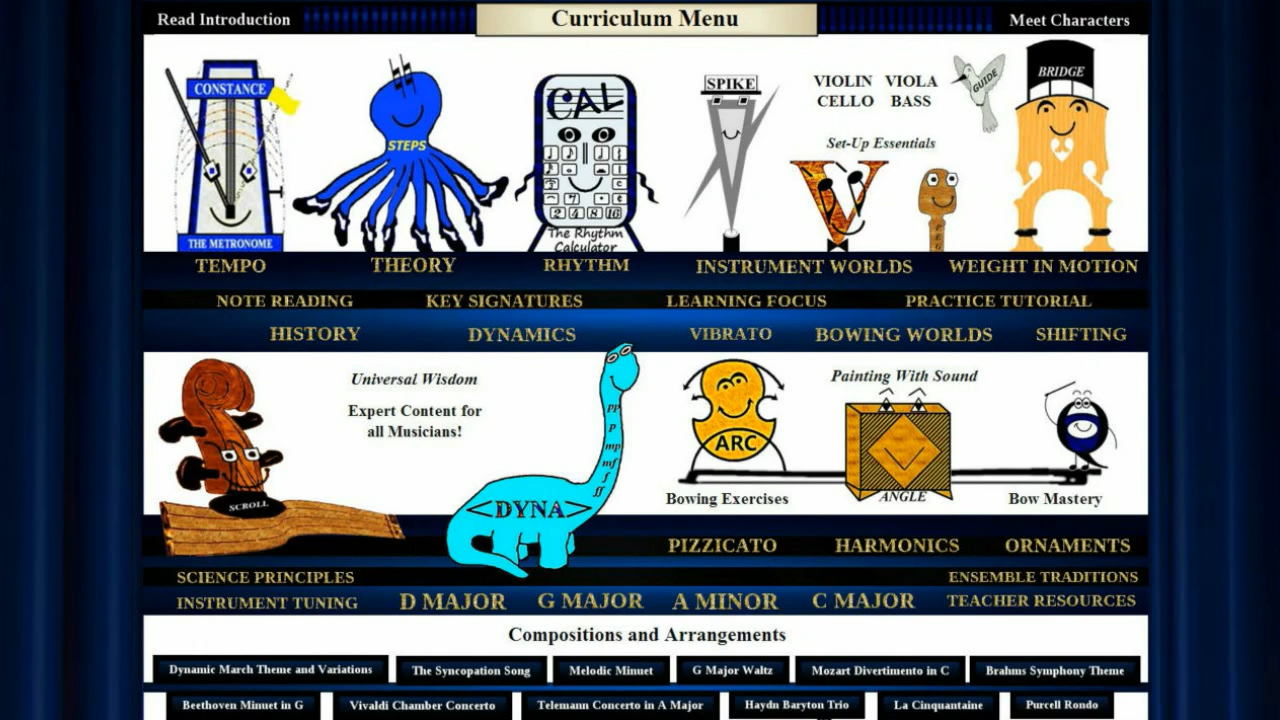 Read Introduction
Curriculum Menu
Meet Characters
CONSTANCE
THE METRONOME
STEPS
CAL
2 4 8 16
The Rhythm
Calculator
SPIKE
VIOLIN VIOLA
CELLO BASS
Set-Up Essentials
V
PEG
GUIDE
BRIDGE
TEMPO
THEORY
RHYTHM
INSTRUMENT WORLDS
WEIGHT IN MOTION
NOTE READING
KEY SIGNATURES
LEARNING FOCUS
PRACTICE TUTORIAL
HISTORY
DYNAMICS
VIBRATO
BOWING WORLDS
SHIFTING
SCROLL
Universal Wisdom
Expert Content for
all Musicians!
pp
p
mp
mf
f
ff
<DYNA>
ARC
Bowing Exercises
Painting With Sound
ANGLE
Bow Mastery
PIZZICATO
HARMONICS
ORNAMENTS
SCIENCE PRINCIPLES
ENSEMBLE TRADITIONS
INSTRUMENT TUNING
D MAJOR
G MAJOR
A MINOR
C MAJOR
TEACHER RESOURCES
Compositions and Arrangements
Dynamic March Theme and Variations
The Syncopation Song
Melodic Minuet
G Major Waltz
Mozart Divertimento in C
Brahms Symphony Theme
Beethoven Minuet in G
Vivaldi Chamber Concerto
Telemann Concerto in A Major
Haydn Baryton Trio
La Cinquantaine
Purcell Rondo